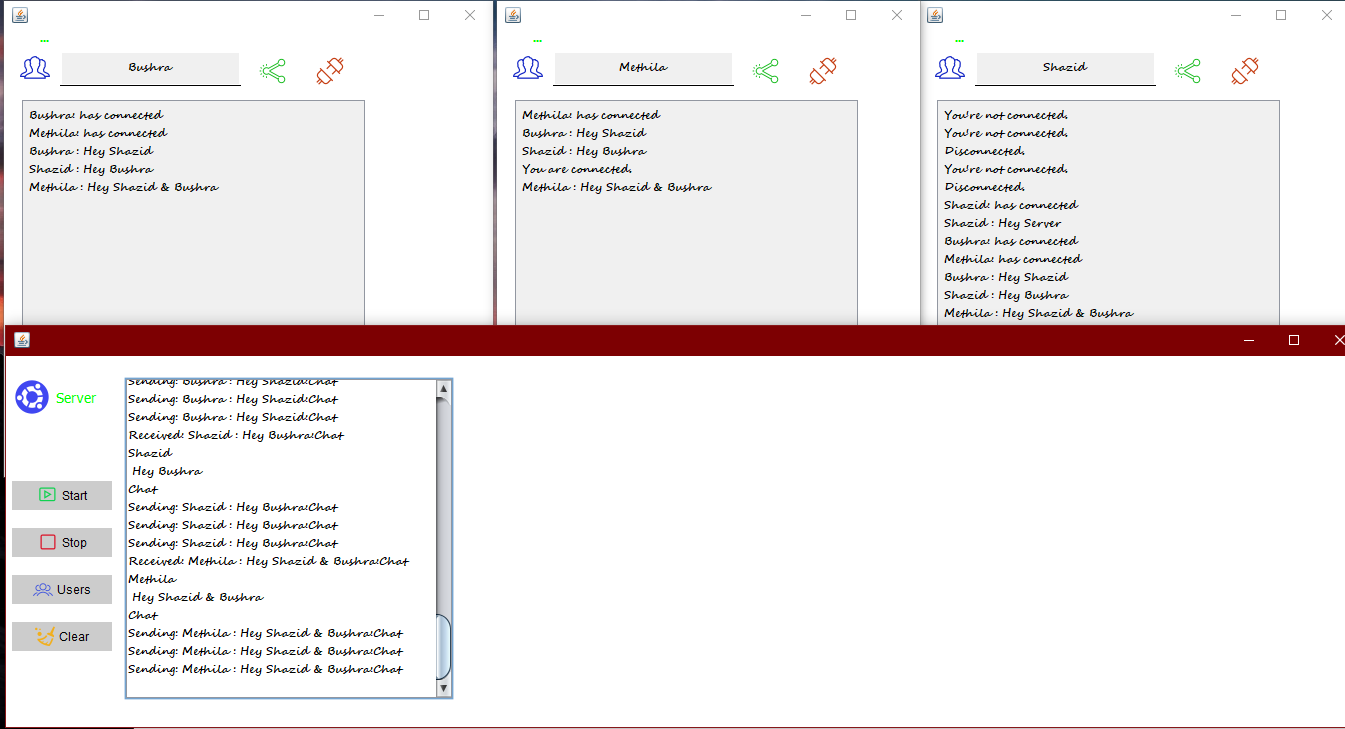 ...
Bushra
Bushra: has connected
Methila: has connected
Bushra : Hey Shazid
Shazid : Hey Bushra
Methila : Hey Shazid & Bushra
...
Methila
Methila: has connected
Bushra : Hey Shazid
Shazid : Hey Bushra
You are connected.
Methila : Hey Shazid & Bushra
...
Shazid
You're not connected.
You're not connected.
Disconnected.
You're not connected.
Disconnected.
Shazid: has connected
Shazid : Hey Server
Bushra: has connected
Methila: has connected
Bushra : Hey Shazid
Shazid : Hey Bushra
Methila : Hey Shazid & Bushra
Server
Start
Stop
Users
Clear
Sending: Bushra : Hey Shazid:Chat
Sending: Bushra : Hey Shazid:Chat
Sending: Bushra : Hey Shazid:Chat
Received: Shazid : Hey Bushra:Chat
Shazid
Hey Bushra
Chat
Sending: Shazid : Hey Bushra:Chat
Sending: Shazid : Hey Bushra:Chat
Sending: Shazid : Hey Bushra:Chat
Received: Methila : Hey Shazid & Bushra:Chat
Methila
Hey Shazid & Bushra
Chat
Sending: Methila : Hey Shazid & Bushra:Chat
Sending: Methila : Hey Shazid & Bushra:Chat
Sending: Methila : Hey Shazid & Bushra:Chat